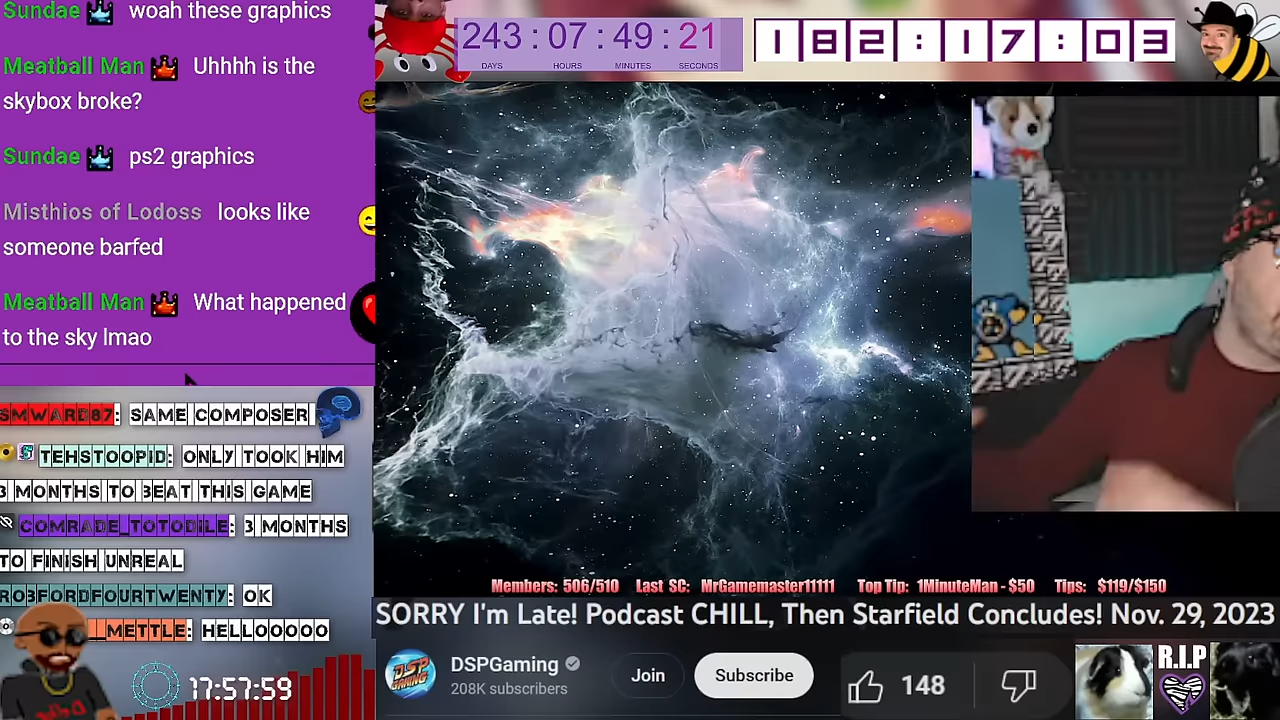 Sundae woah these graphics
Meatball Man Uhhhh is the
skybox broke?
Sundae ps2 graphics
Misthios of Lodoss looks like
someone barfed
Meatball Man What happened
to the sky lmao
SMWARD87: SAME COMPOSER
TEHSTOOPID: ONLY TOOK HIM
3 MONTHS TO BEAT THIS GAME
COMRADE_TOTODILE: 3 MONTHS
TO FINISH UNREAL
ROBFORDFOURTWENTY: OK
_METTLE: HELLOOOOO
17:57:59
243 : 07 : 49 : 21
DAYS HOURS MINUTES SECONDS
182:17:03
Members: 506/510 Last SC: MrGamemaster11111 Top Tip: 1MinuteMan - $50 Tips: $119/$150
SORRY I'm Late! Podcast CHILL, Then Starfield Concludes! Nov. 29, 2023
DSP GAMING
DSPGaming
208K subscribers
Join
Subscribe
148
R.I.P